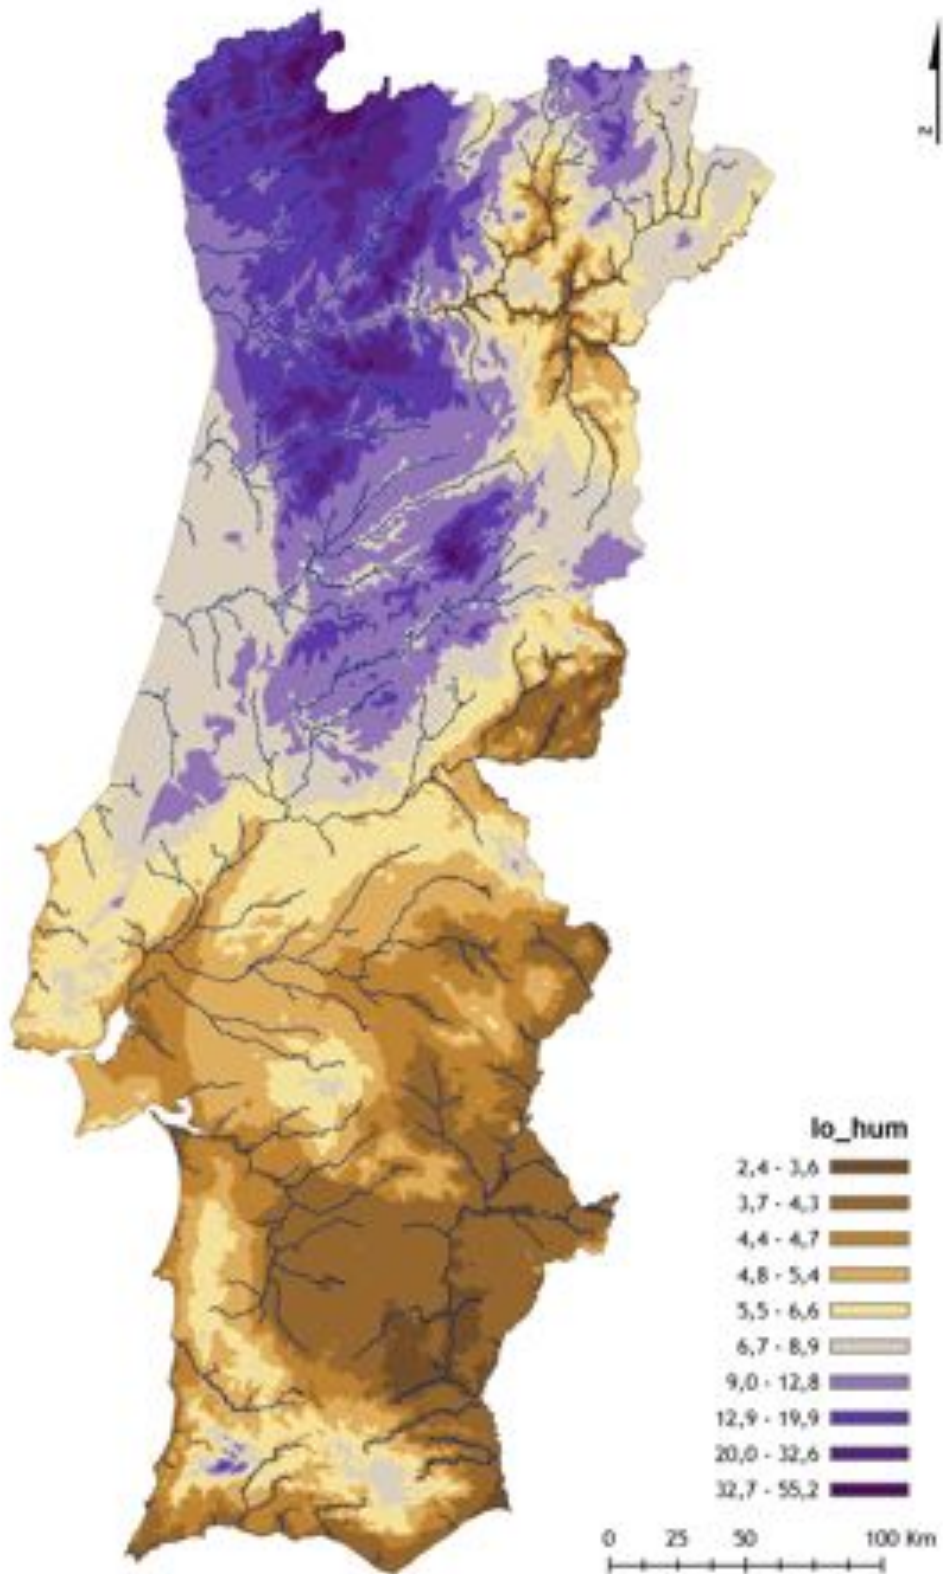 N
Io_hum
2,4 - 3,6
3,7 - 4,3
4,4 - 4,7
4,8 - 5,4
5,5 - 6,6
6,7 - 8,9
9,0 - 12,8
12,9 - 19,9
20,0 - 32,6
32,7 - 55,2
0 25 50 100 Km